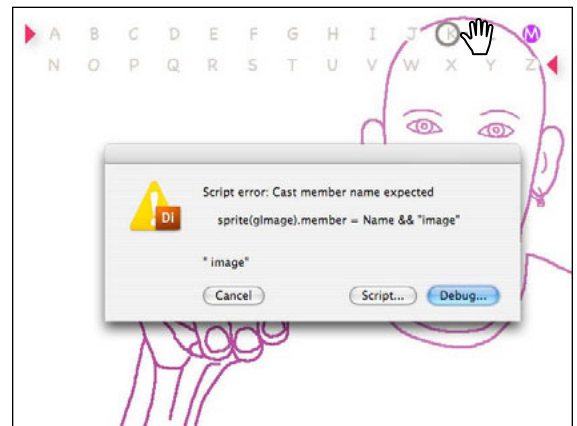 A B C D E F G H I J K M
N O P Q R S T U V W X Y Z
Script error: Cast member name expected
Di
sprite(gImage).member = Name && "image"
" image"
Cancel Script... Debug...